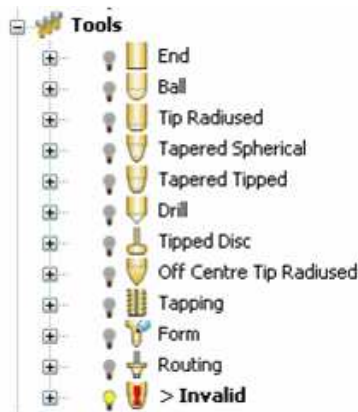 Tools
End
Ball
Tip Radiused
Tapered Spherical
Tapered Tipped
Drill
Tipped Disc
Off Centre Tip Radiused
Tapping
Form
Routing
> Invalid